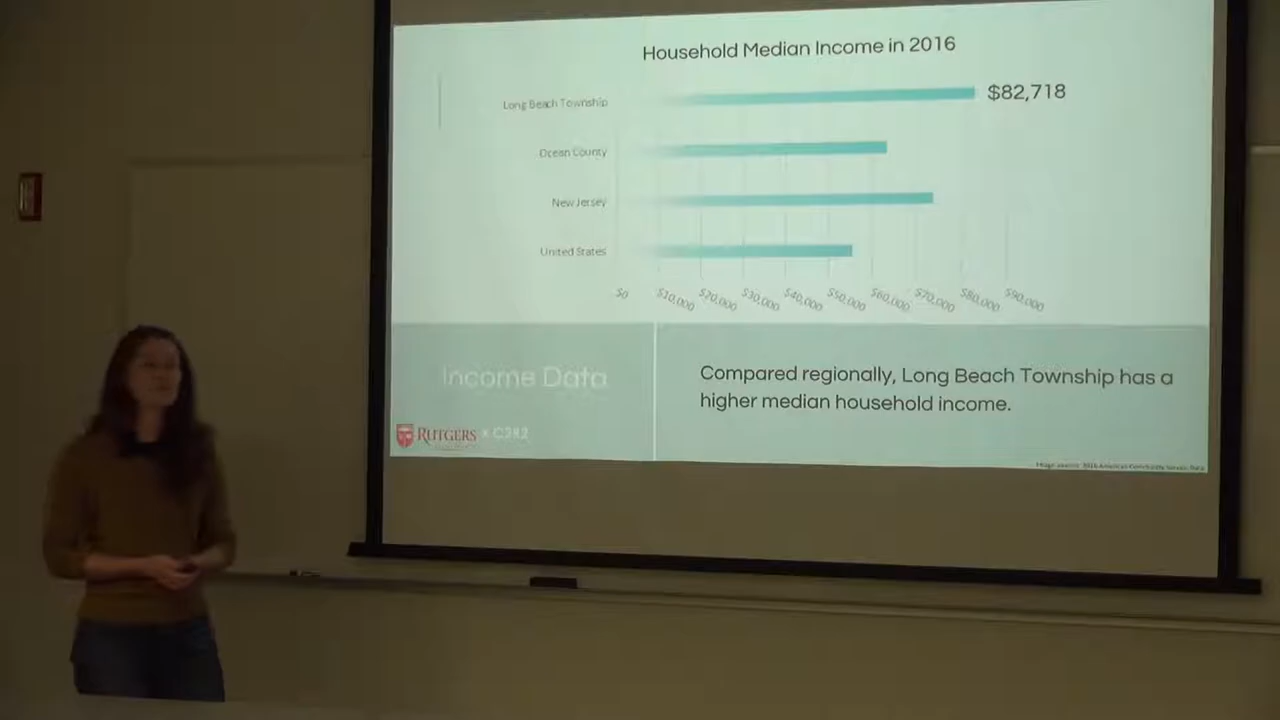 Household Median Income in 2016
Long Beach Township
$82,718
Ocean County
New Jersey
United States
$0
$10,000
$20,000
$30,000
$40,000
$50,000
$60,000
$70,000
$80,000
$90,000
Income Data
Compared regionally, Long Beach Township has a
higher median household income.
RUTGERS x C2R2